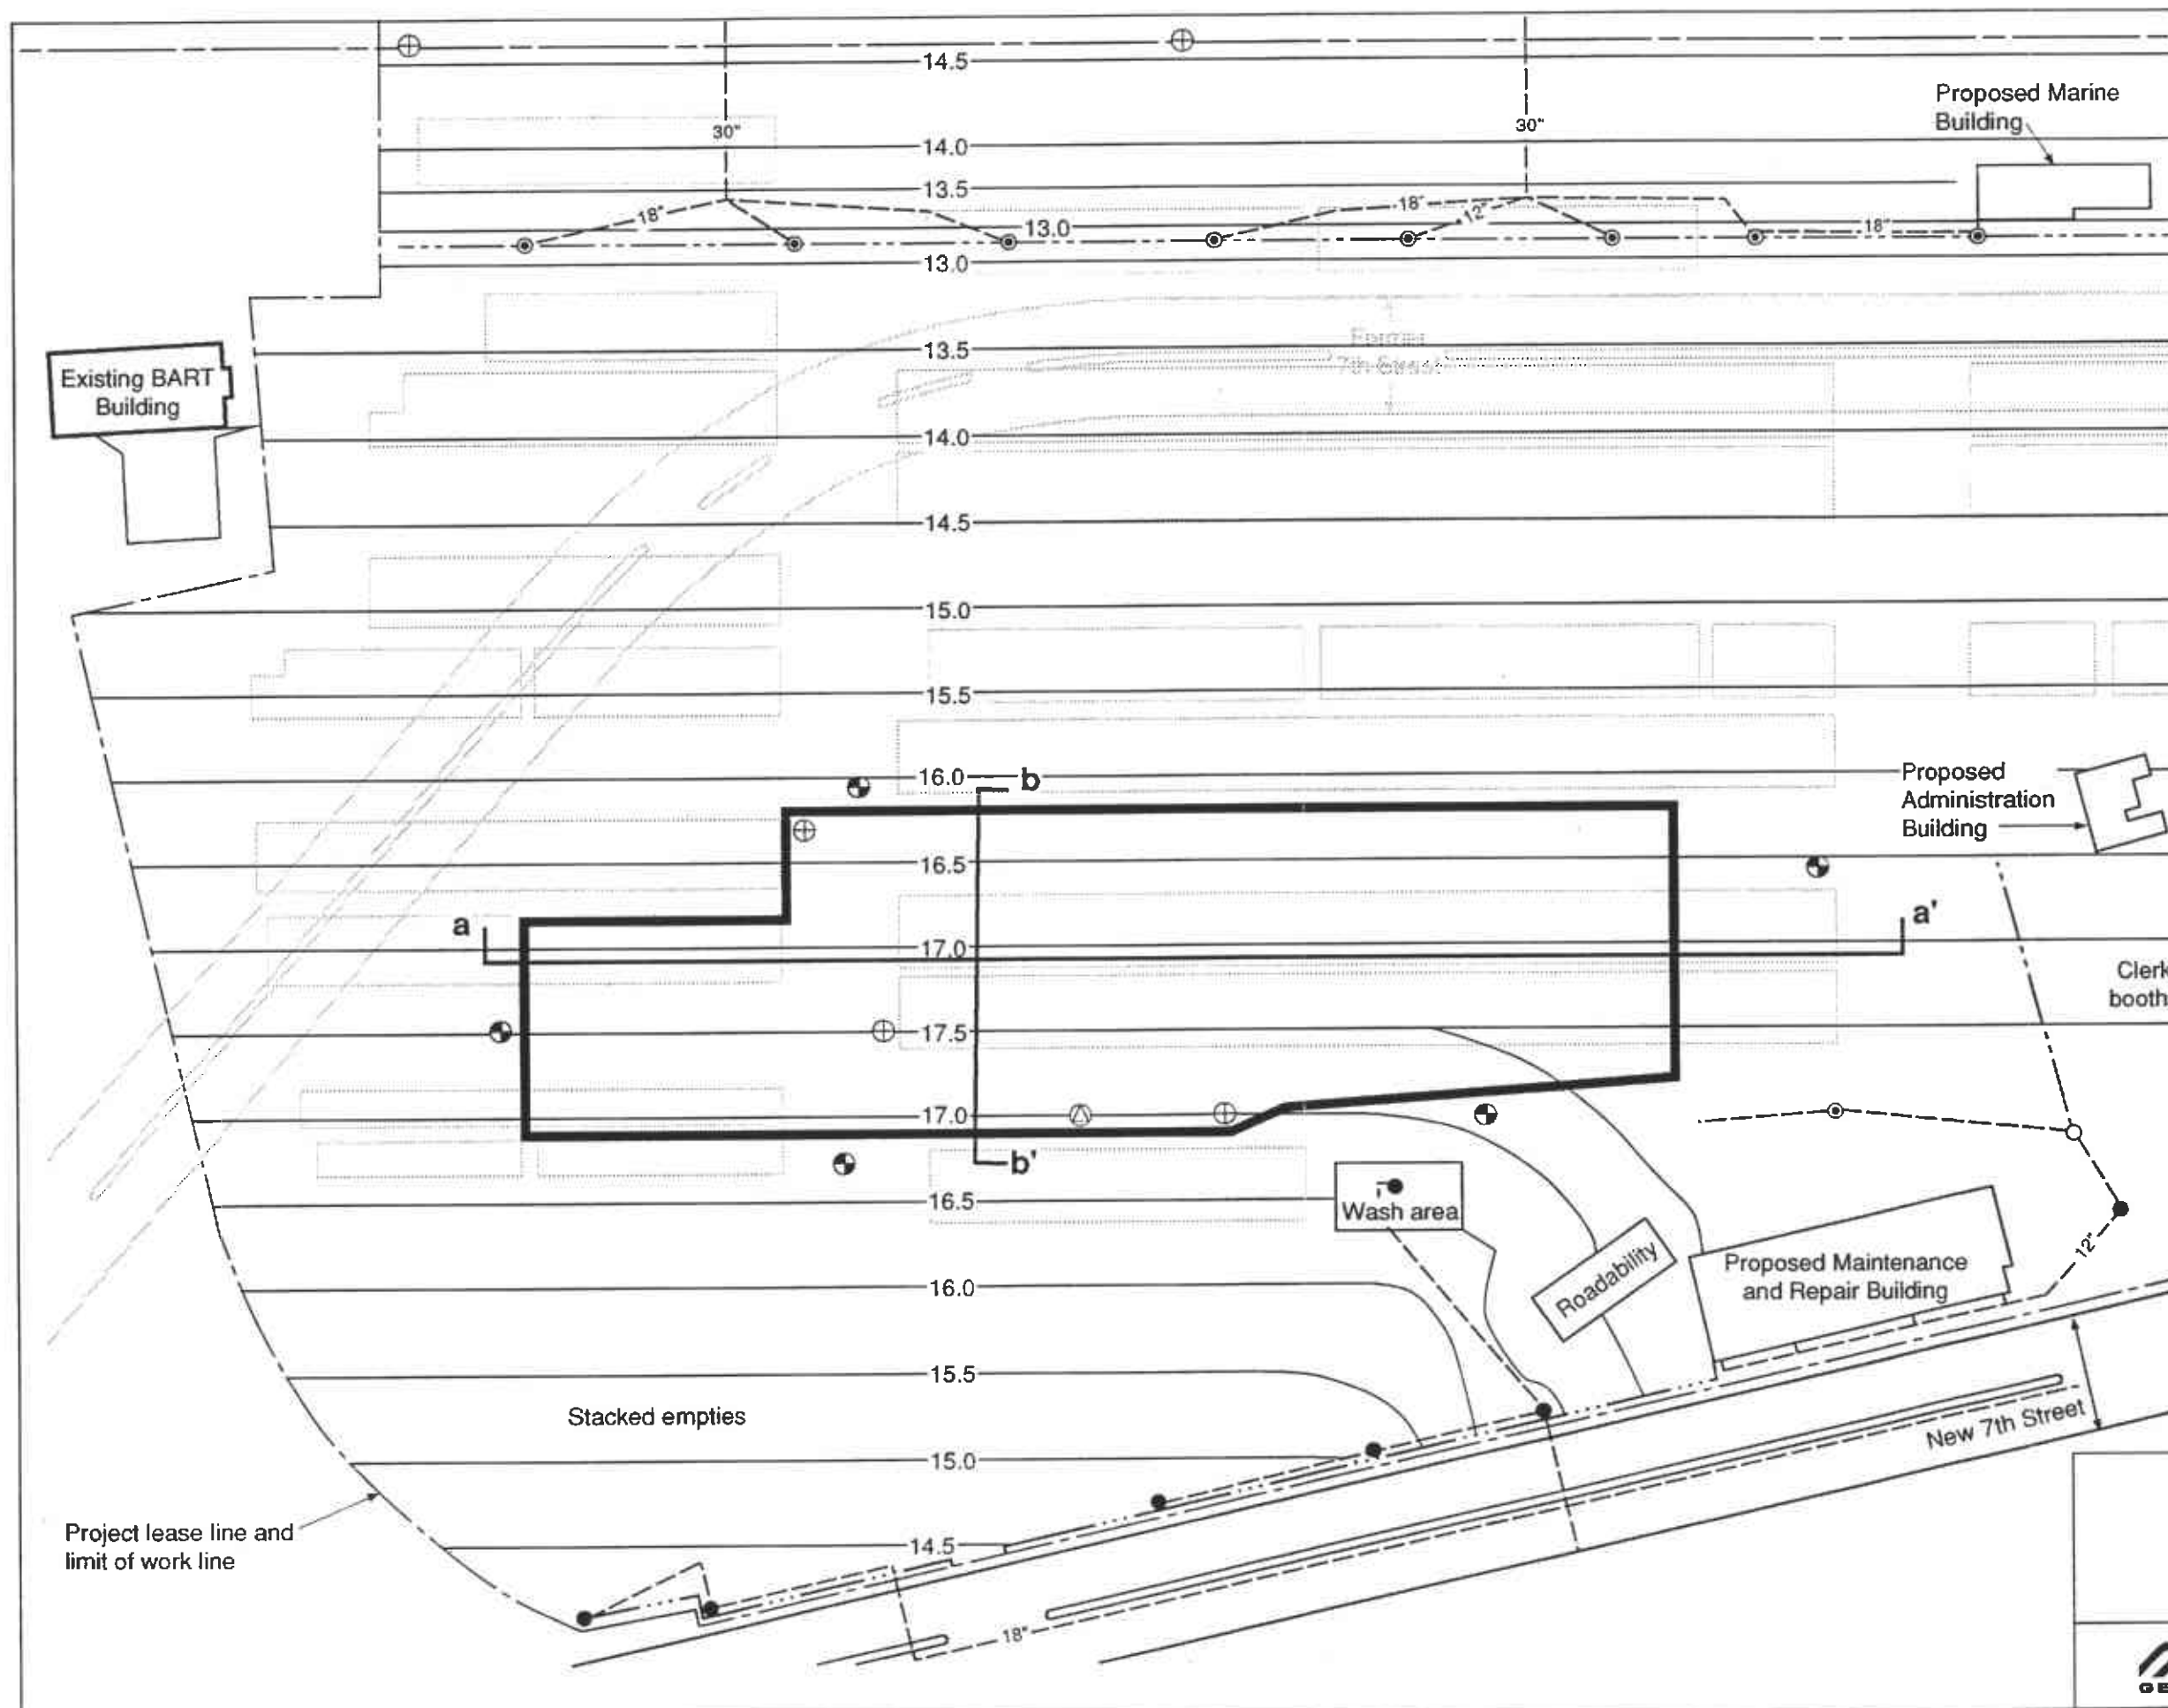 14.5
Proposed Marine
Building
30"
30"
14.0
13.5
18"
18"
12"
13.0
18"
13.0
13.5
Former
7th Street
Existing BART
Building
14.0
14.5
15.0
15.5
16.0
b
Proposed
Administration
Building
16.5
a
a'
17.0
Clerk
booth
17.5
17.0
b'
16.5
Wash area
Roadability
Proposed Maintenance
and Repair Building
12"
16.0
15.5
Stacked empties
New 7th Street
15.0
Project lease line and
limit of work line
14.5
18"
GE